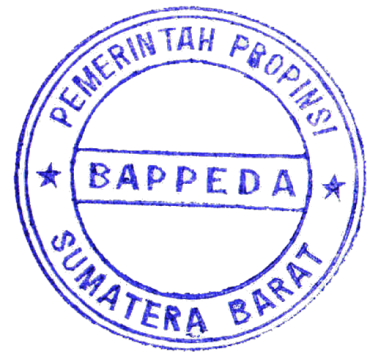 PEMERINTAH PROPINSI
BAPPEDA
SUMATERA BARAT